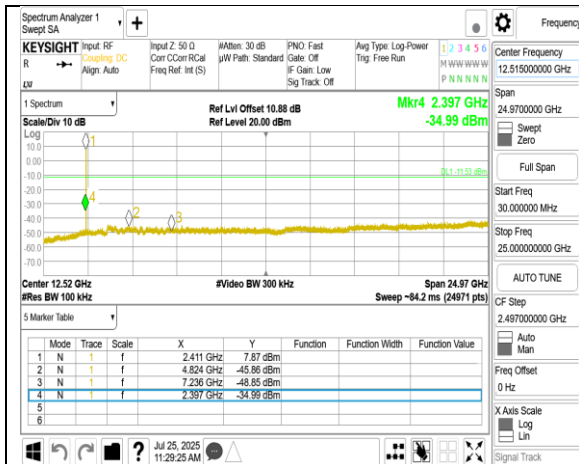 Spectrum Analyzer 1
Swept SA
Frequency
KEYSIGHT
R
LXI
Input: RF
Coupling: DC
Align: Auto
Input Z: 50 Ω
Corr CCorr RCal
Freq Ref: Int (S)
#Atten: 30 dB
µW Path: Standard
PNO: Fast
Gate: Off
IF Gain: Low
Sig Track: Off
Avg Type: Log-Power
Trig: Free Run
1 2 3 4 5 6
M W W W W W
P N N N N N
1 Spectrum
Scale/Div 10 dB
Ref Lvl Offset 10.88 dB
Ref Level 20.00 dBm
Mkr4 2.397 GHz
-34.99 dBm
Log
10.0
0.00
-10.0
-20.0
-30.0
-40.0
-50.0
-60.0
-70.0
1
2
3
4
DL1 -11.53 dBm
Center 12.52 GHz
#Res BW 100 kHz
#Video BW 300 kHz
Span 24.97 GHz
Sweep ~84.2 ms (24971 pts)
5 Marker Table
Mode Trace Scale X Y Function Function Width Function Value
1 N 1 f 2.411 GHz 7.87 dBm
2 N 1 f 4.824 GHz -45.86 dBm
3 N 1 f 7.236 GHz -48.85 dBm
4 N 1 f 2.397 GHz -34.99 dBm
5
6
Jul 25, 2025
11:29:25 AM
Center Frequency
12.515000000 GHz
Span
24.9700000 GHz
Swept
Zero
Full Span
Start Freq
30.000000 MHz
Stop Freq
25.000000000 GHz
AUTO TUNE
CF Step
2.497000000 GHz
Auto
Man
Freq Offset
0 Hz
X Axis Scale
Log
Lin
Signal Track